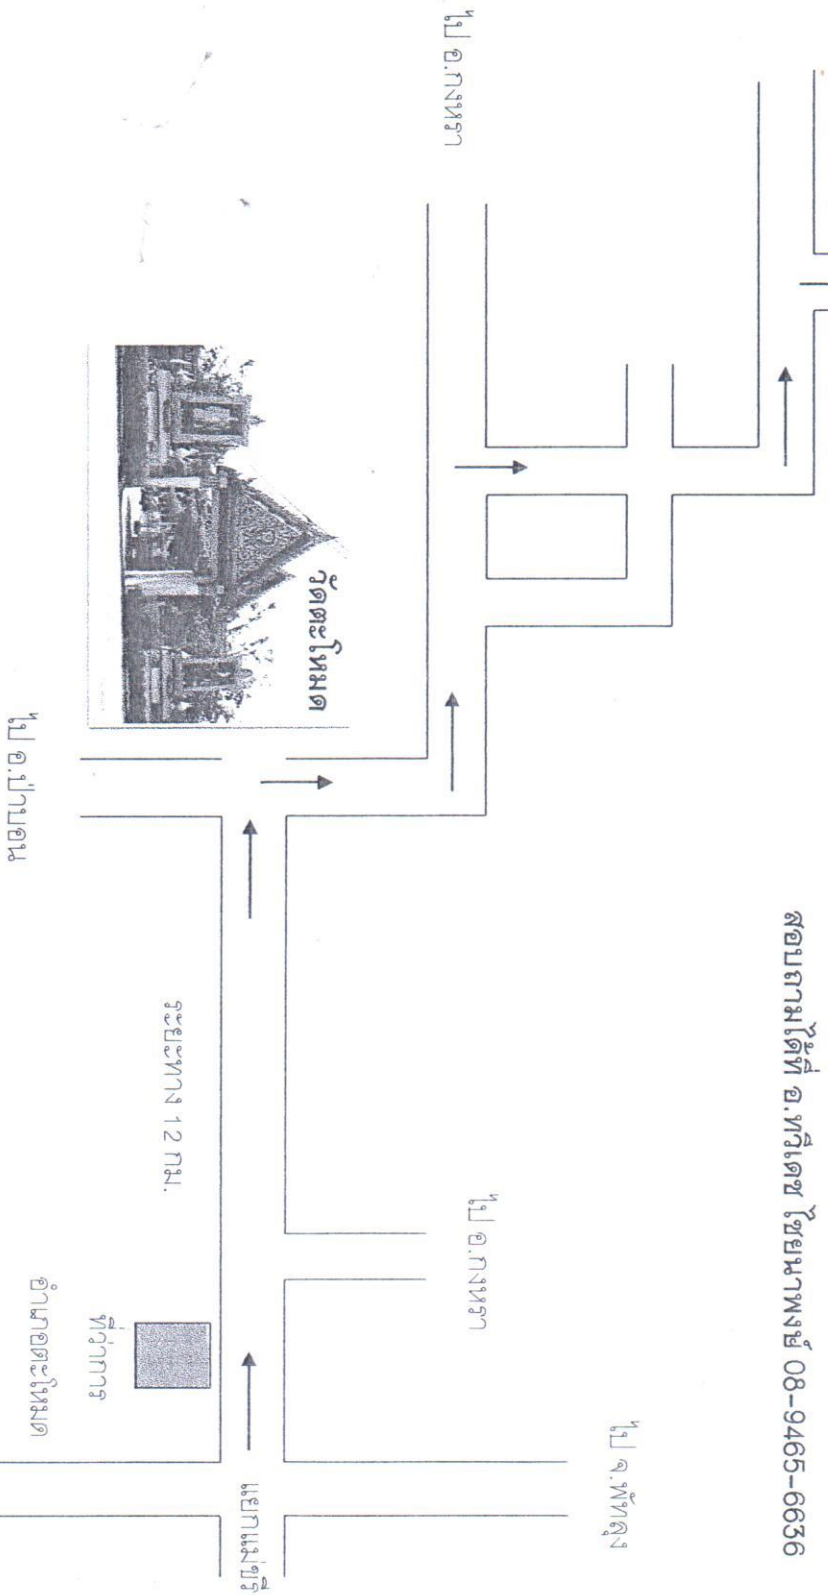 สอบถามได้ที่ อ.ทวีเดช ไชยนาพงษ์ 08-9465-6636
ไป จ.พัทลุง
ไป อ.กงหรา
ไป อ.กงหรา
วัดตะโหมด
แยกแม่ขรี
ระยะทาง 12 กม.
ที่ว่าการ
อำเภอตะโหมด
ไป อ.ป่าบอน